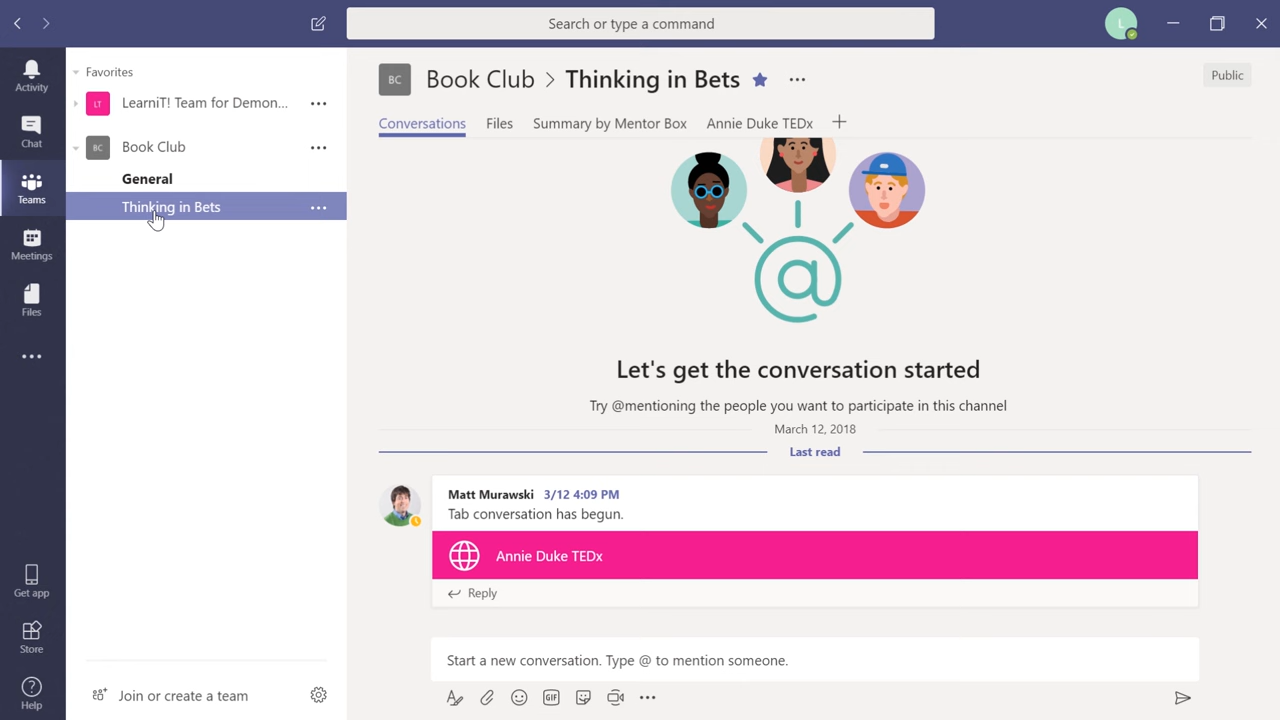 Search or type a command
L
Activity
Chat
Teams
Meetings
Files
Get app
Store
Help
Favorites
LT LearniT! Team for Demon...
BC Book Club
General
Thinking in Bets
Join or create a team
BC Book Club > Thinking in Bets
Public
Conversations Files Summary by Mentor Box Annie Duke TEDx +
@
Let's get the conversation started
Try @mentioning the people you want to participate in this channel
March 12, 2018
Last read
Matt Murawski 3/12 4:09 PM
Tab conversation has begun.
Annie Duke TEDx
Reply
Start a new conversation. Type @ to mention someone.
GIF